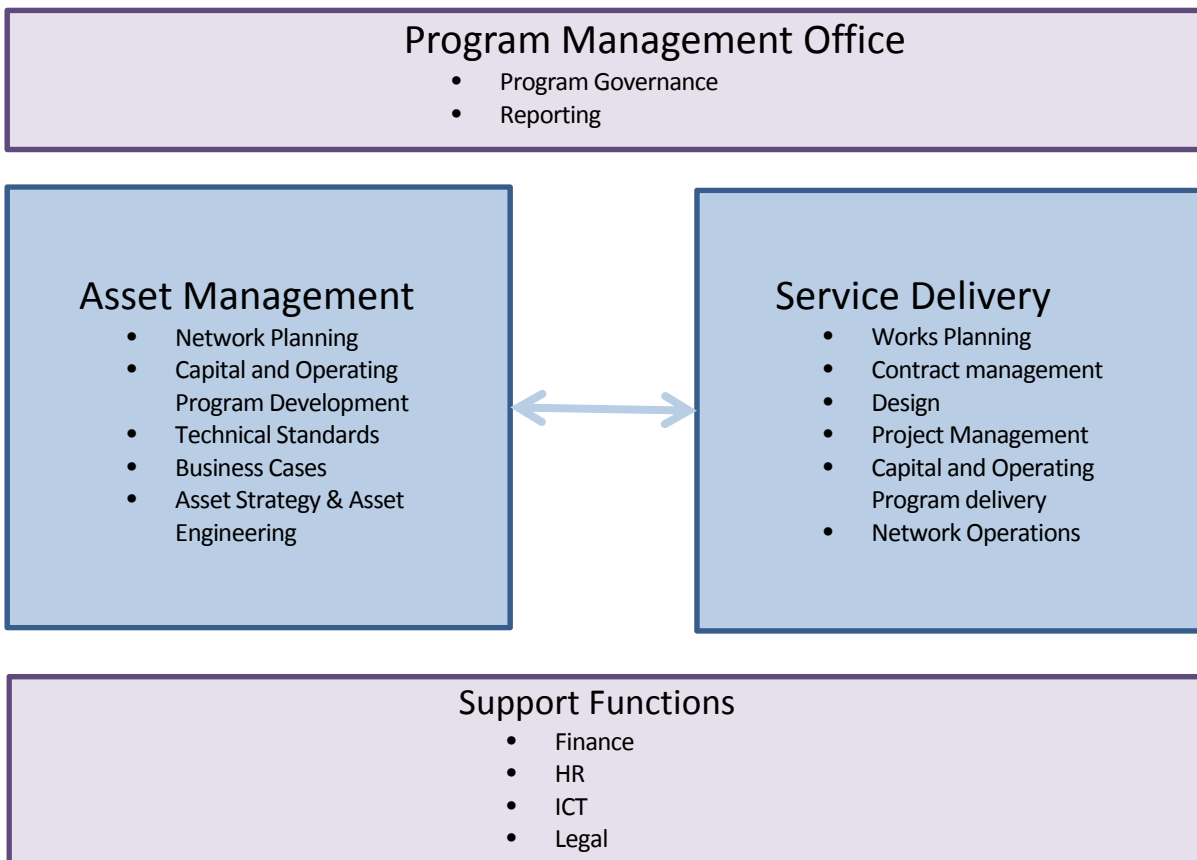 Program Management Office
• Program Governance
• Reporting
Asset Management
• Network Planning
• Capital and Operating
Program Development
• Technical Standards
• Business Cases
• Asset Strategy & Asset
Engineering
Service Delivery
• Works Planning
• Contract management
• Design
• Project Management
• Capital and Operating
Program delivery
• Network Operations
Support Functions
• Finance
• HR
• ICT
• Legal